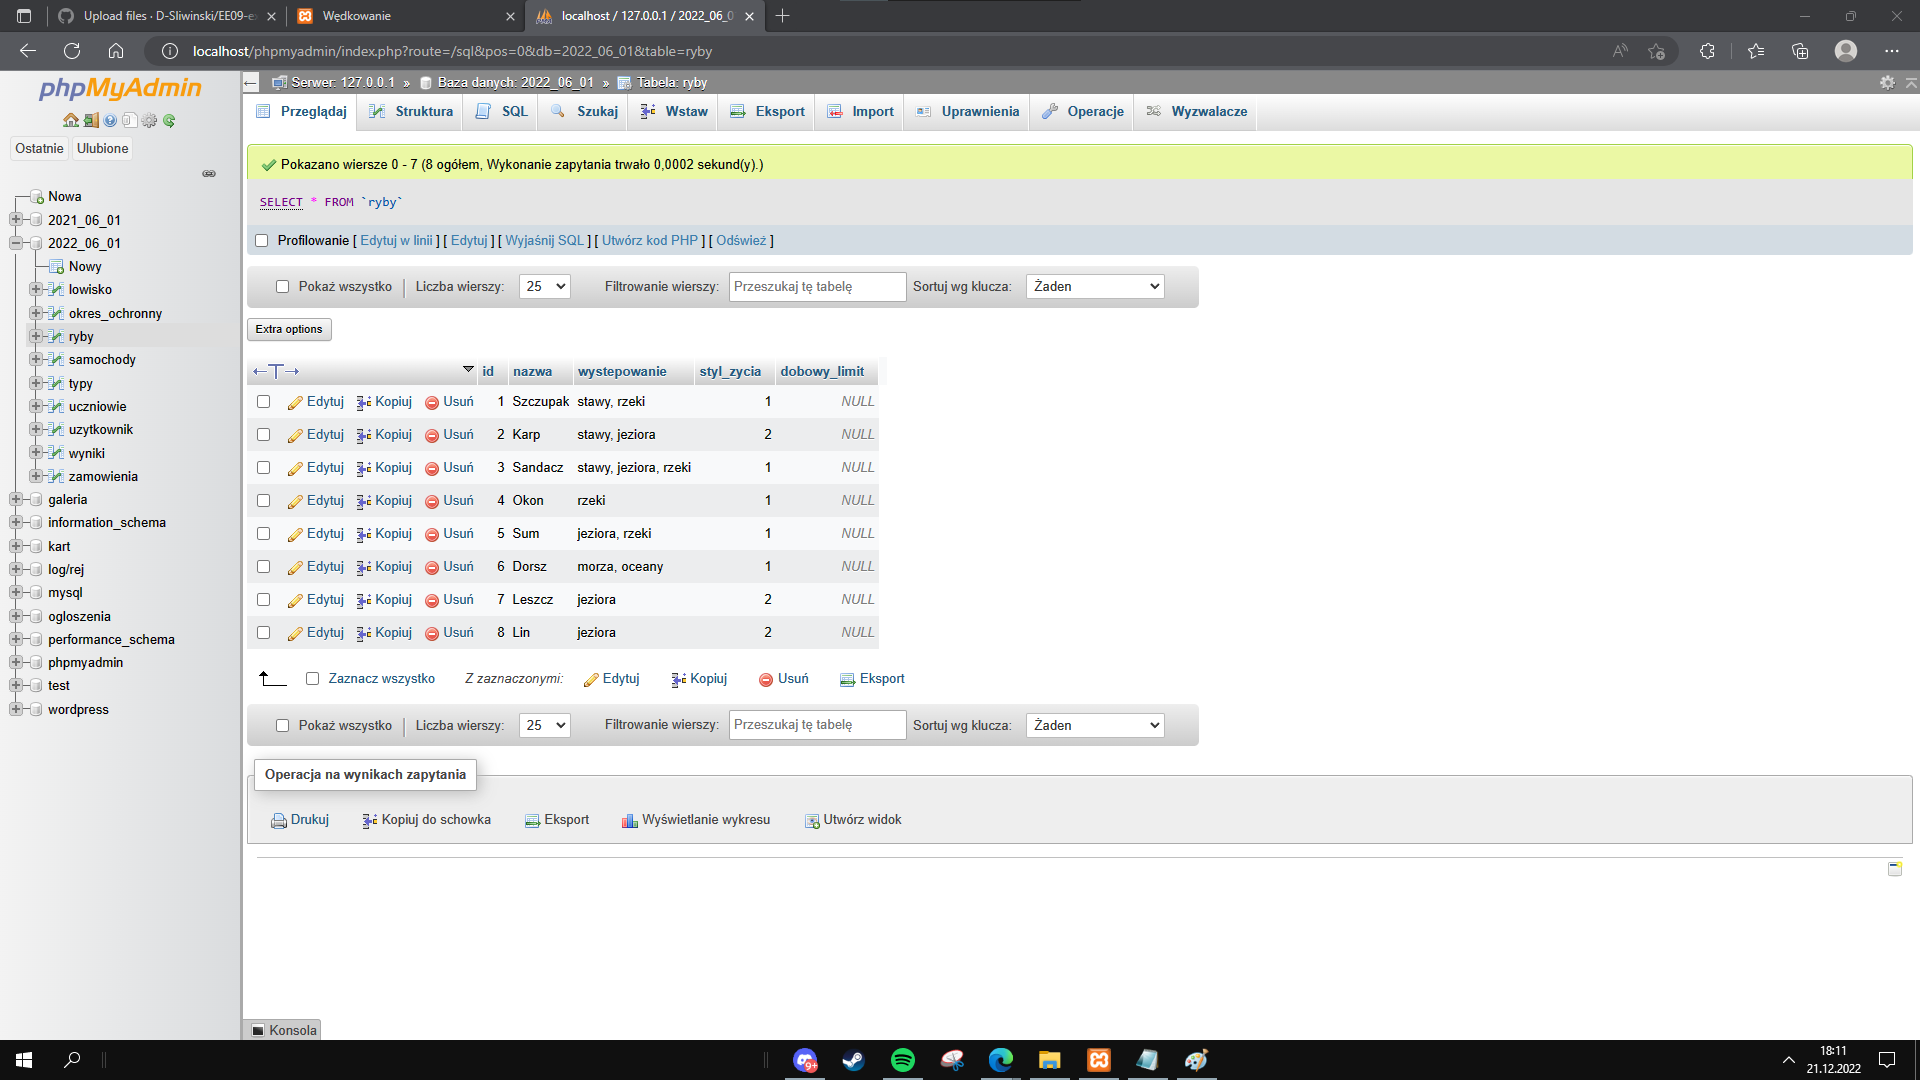 Upload files · D-Sliwinski/EE09-e
Wędkowanie
localhost / 127.0.0.1 / 2022_06_0
localhost/phpmyadmin/index.php?route=/sql&pos=0&db=2022_06_01&table=ryby
phpMyAdmin
Ostatnie Ulubione
Nowa
2021_06_01
2022_06_01
Nowy
lowisko
okres_ochronny
ryby
samochody
typy
uczniowie
uzytkownik
wyniki
zamowienia
galeria
information_schema
kart
log/rej
mysql
ogloszenia
performance_schema
phpmyadmin
test
wordpress
Serwer: 127.0.0.1 » Baza danych: 2022_06_01 » Tabela: ryby
Przeglądaj Struktura SQL Szukaj Wstaw Eksport Import Uprawnienia Operacje Wyzwalacze
Pokazano wiersze 0 - 7 (8 ogółem, Wykonanie zapytania trwało 0,0002 sekund(y).)
SELECT * FROM `ryby`
Profilowanie [ Edytuj w linii ] [ Edytuj ] [ Wyjaśnij SQL ] [ Utwórz kod PHP ] [ Odśwież ]
Pokaż wszystko | Liczba wierszy: 25 Filtrowanie wierszy: Przeszukaj tę tabelę Sortuj wg klucza: Żaden
Extra options
←T→ id nazwa wystepowanie styl_zycia dobowy_limit
Edytuj Kopiuj Usuń 1 Szczupak stawy, rzeki 1 NULL
Edytuj Kopiuj Usuń 2 Karp stawy, jeziora 2 NULL
Edytuj Kopiuj Usuń 3 Sandacz stawy, jeziora, rzeki 1 NULL
Edytuj Kopiuj Usuń 4 Okon rzeki 1 NULL
Edytuj Kopiuj Usuń 5 Sum jeziora, rzeki 1 NULL
Edytuj Kopiuj Usuń 6 Dorsz morza, oceany 1 NULL
Edytuj Kopiuj Usuń 7 Leszcz jeziora 2 NULL
Edytuj Kopiuj Usuń 8 Lin jeziora 2 NULL
Zaznacz wszystko Z zaznaczonymi: Edytuj Kopiuj Usuń Eksport
Pokaż wszystko | Liczba wierszy: 25 Filtrowanie wierszy: Przeszukaj tę tabelę Sortuj wg klucza: Żaden
Operacja na wynikach zapytania
Drukuj Kopiuj do schowka Eksport Wyświetlanie wykresu Utwórz widok
Konsola
9+
18:11
21.12.2022